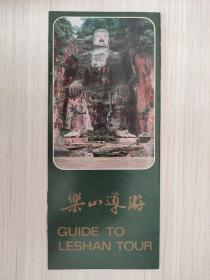 樂山導游
GUIDE TO
LESHAN TOUR